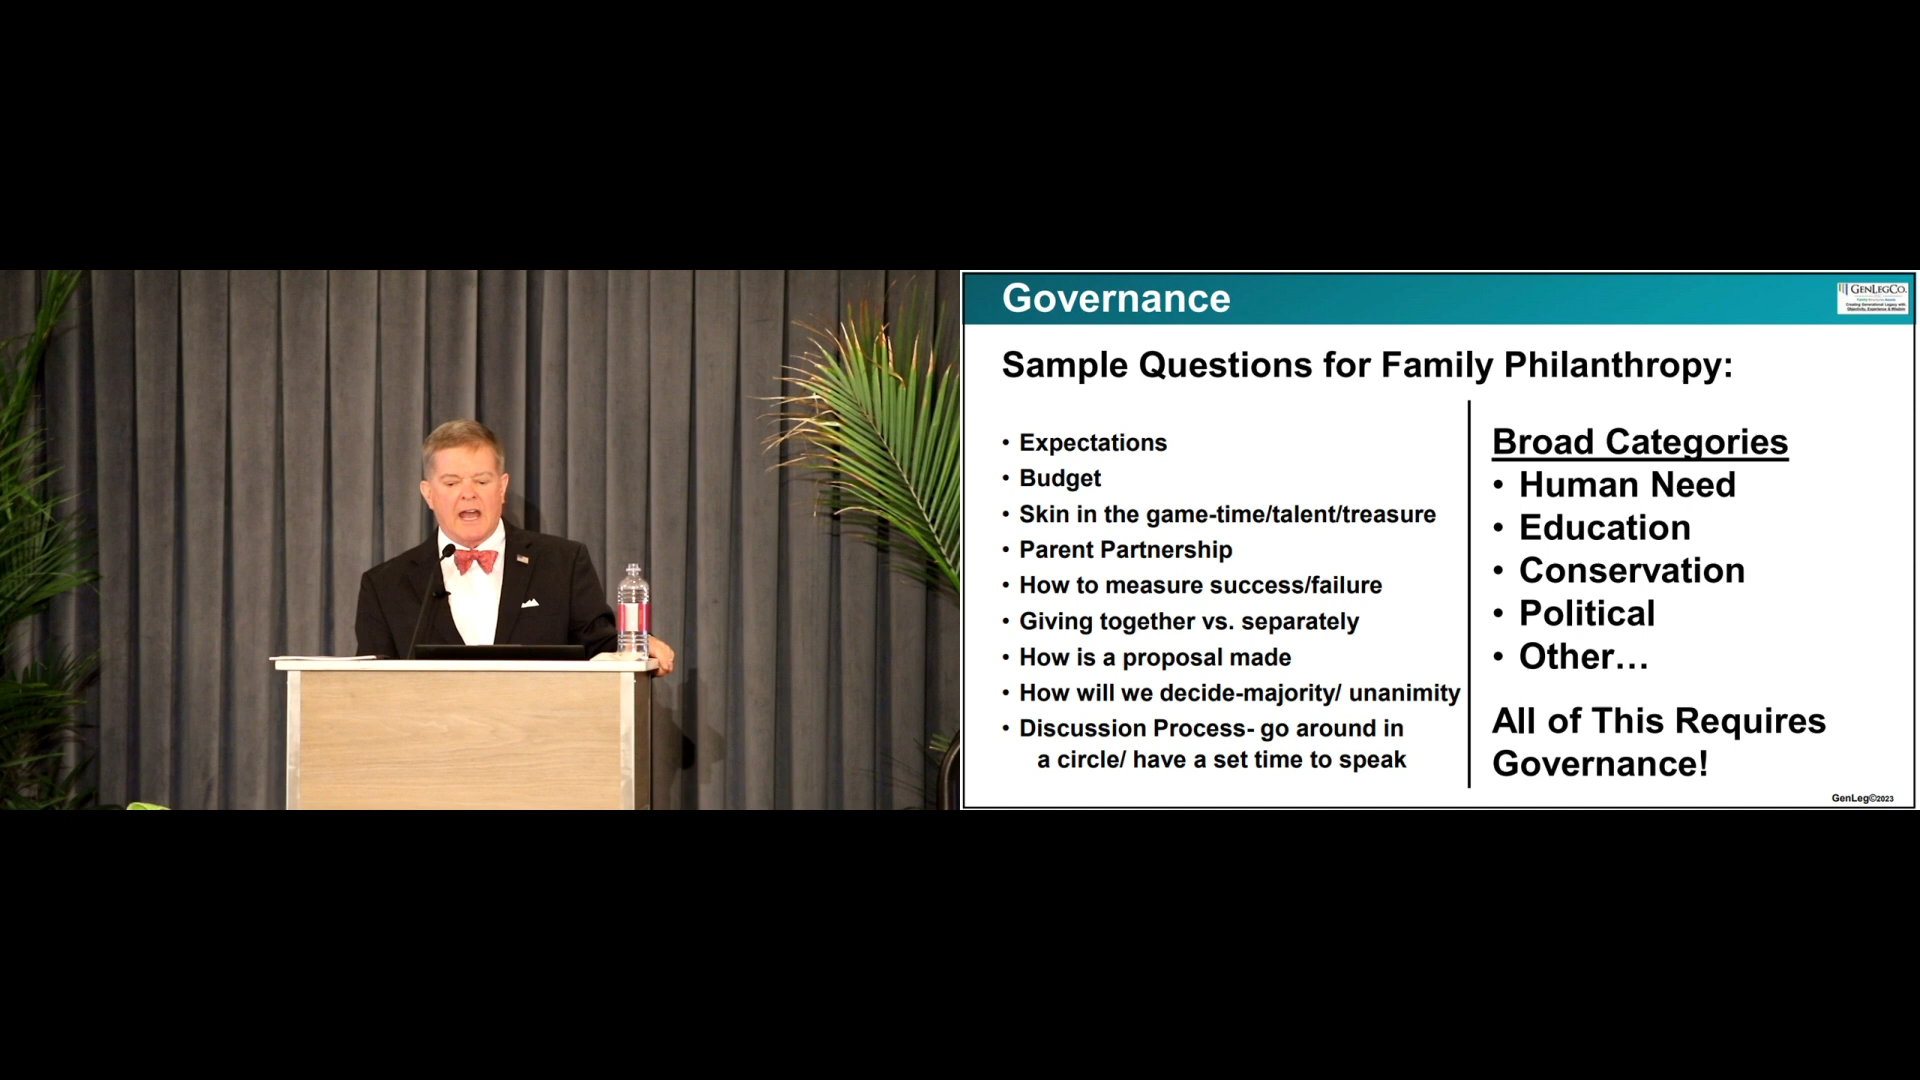 Governance
GENLEGCO.
Sample Questions for Family Philanthropy:
• Expectations
• Budget
• Skin in the game-time/talent/treasure
• Parent Partnership
• How to measure success/failure
• Giving together vs. separately
• How is a proposal made
• How will we decide-majority/ unanimity
• Discussion Process- go around in
a circle/ have a set time to speak
Broad Categories
• Human Need
• Education
• Conservation
• Political
• Other…
All of This Requires
Governance!
GenLeg©2023